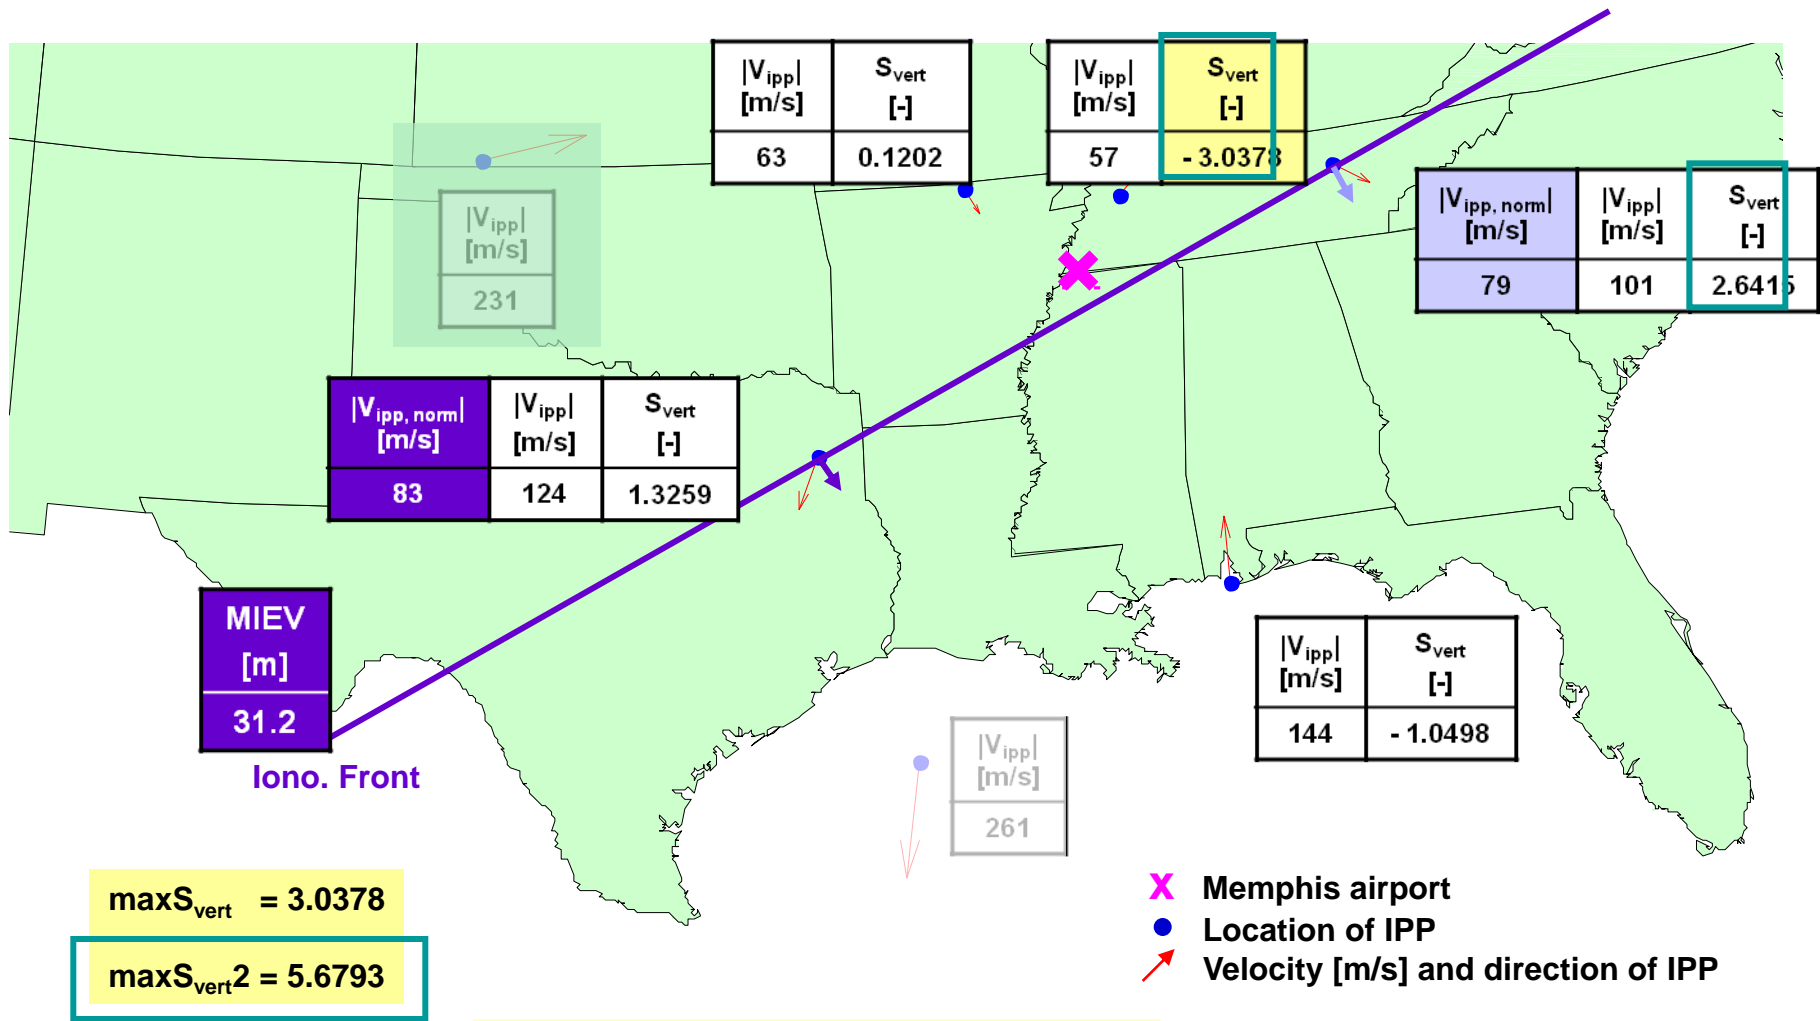 |Vipp| [m/s] Svert [-]
63 0.1202
|Vipp| [m/s] Svert [-]
57 - 3.0378
|Vipp, norm| [m/s] |Vipp| [m/s] Svert [-]
79 101 2.6415
|Vipp| [m/s]
231
|Vipp, norm| [m/s] |Vipp| [m/s] Svert [-]
83 124 1.3259
MIEV
[m]
31.2
Iono. Front
|Vipp| [m/s] Svert [-]
144 - 1.0498
|Vipp| [m/s]
261
maxSvert = 3.0378
maxSvert2 = 5.6793
X Memphis airport
Location of IPP
Velocity [m/s] and direction of IPP